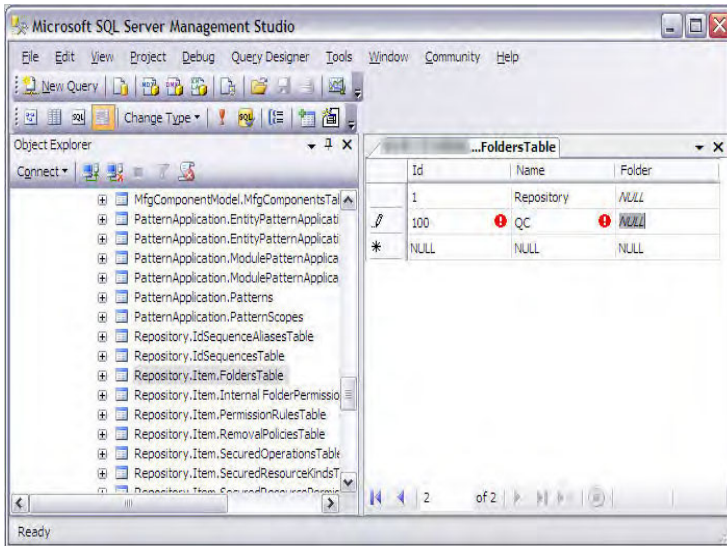 Microsoft SQL Server Management Studio
File Edit View Project Debug Query Designer Tools Window Community Help
New Query
Change Type
Object Explorer
Connect
MfgComponentModel.MfgComponentsTal
PatternApplication.EntityPatternApplicati
PatternApplication.EntityPatternApplicati
PatternApplication.ModulePatternApplica
PatternApplication.ModulePatternApplica
PatternApplication.Patterns
PatternApplication.PatternScopes
Repository.IdSequenceAliasesTable
Repository.IdSequencesTable
Repository.Item.FoldersTable
Repository.Item.Internal FolderPermissio
Repository.Item.PermissionRulesTable
Repository.Item.RemovalPoliciesTable
Repository.Item.SecuredOperationsTable
Repository.Item.SecuredResourceKindsT
...FoldersTable
Id Name Folder
1 Repository NULL
100 QC NULL
NULL NULL NULL
2 of 2
Ready